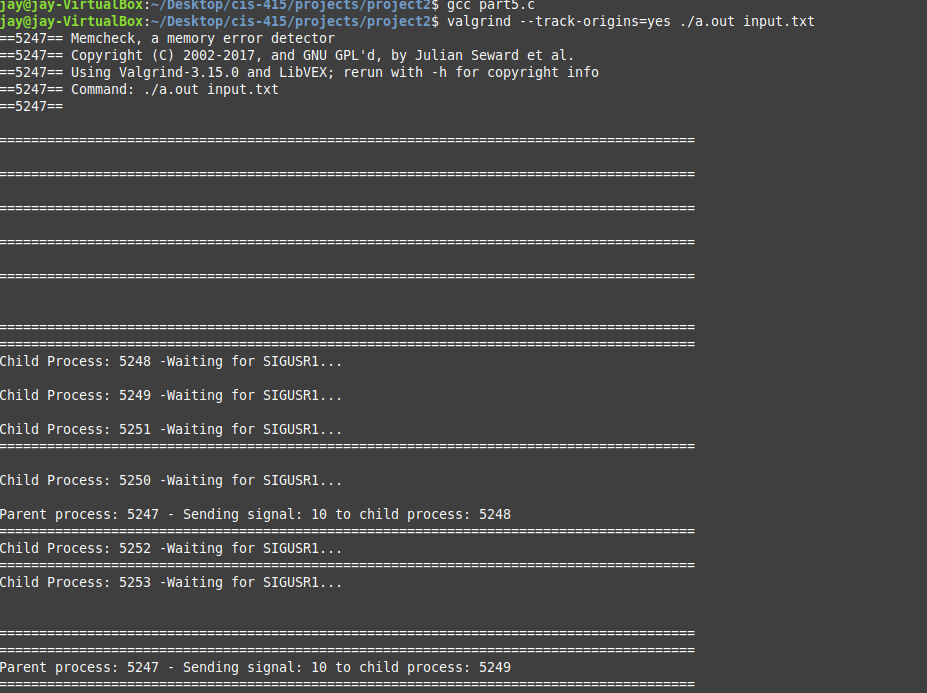 jay@jay-VirtualBox:~/Desktop/cis-415/projects/project2$ gcc part5.c
jay@jay-VirtualBox:~/Desktop/cis-415/projects/project2$ valgrind --track-origins=yes ./a.out input.txt
==5247== Memcheck, a memory error detector
==5247== Copyright (C) 2002-2017, and GNU GPL'd, by Julian Seward et al.
==5247== Using Valgrind-3.15.0 and LibVEX; rerun with -h for copyright info
==5247== Command: ./a.out input.txt
==5247==
=======================================================================================
=======================================================================================
=======================================================================================
=======================================================================================
=======================================================================================
=======================================================================================
=======================================================================================
Child Process: 5248 -Waiting for SIGUSR1...
Child Process: 5249 -Waiting for SIGUSR1...
Child Process: 5251 -Waiting for SIGUSR1...
=======================================================================================
Child Process: 5250 -Waiting for SIGUSR1...
Parent process: 5247 - Sending signal: 10 to child process: 5248
=======================================================================================
Child Process: 5252 -Waiting for SIGUSR1...
=======================================================================================
Child Process: 5253 -Waiting for SIGUSR1...
=======================================================================================
=======================================================================================
Parent process: 5247 - Sending signal: 10 to child process: 5249
=======================================================================================